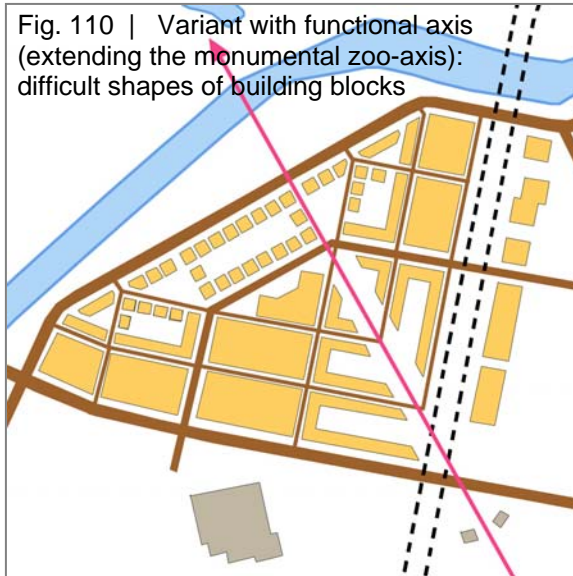 Fig. 110 | Variant with functional axis
(extending the monumental zoo-axis):
difficult shapes of building blocks